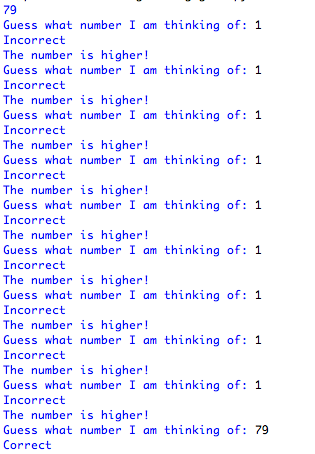 79
Guess what number I am thinking of: 1
Incorrect
The number is higher!
Guess what number I am thinking of: 1
Incorrect
The number is higher!
Guess what number I am thinking of: 1
Incorrect
The number is higher!
Guess what number I am thinking of: 1
Incorrect
The number is higher!
Guess what number I am thinking of: 1
Incorrect
The number is higher!
Guess what number I am thinking of: 1
Incorrect
The number is higher!
Guess what number I am thinking of: 1
Incorrect
The number is higher!
Guess what number I am thinking of: 1
Incorrect
The number is higher!
Guess what number I am thinking of: 1
Incorrect
The number is higher!
Guess what number I am thinking of: 79
Correct